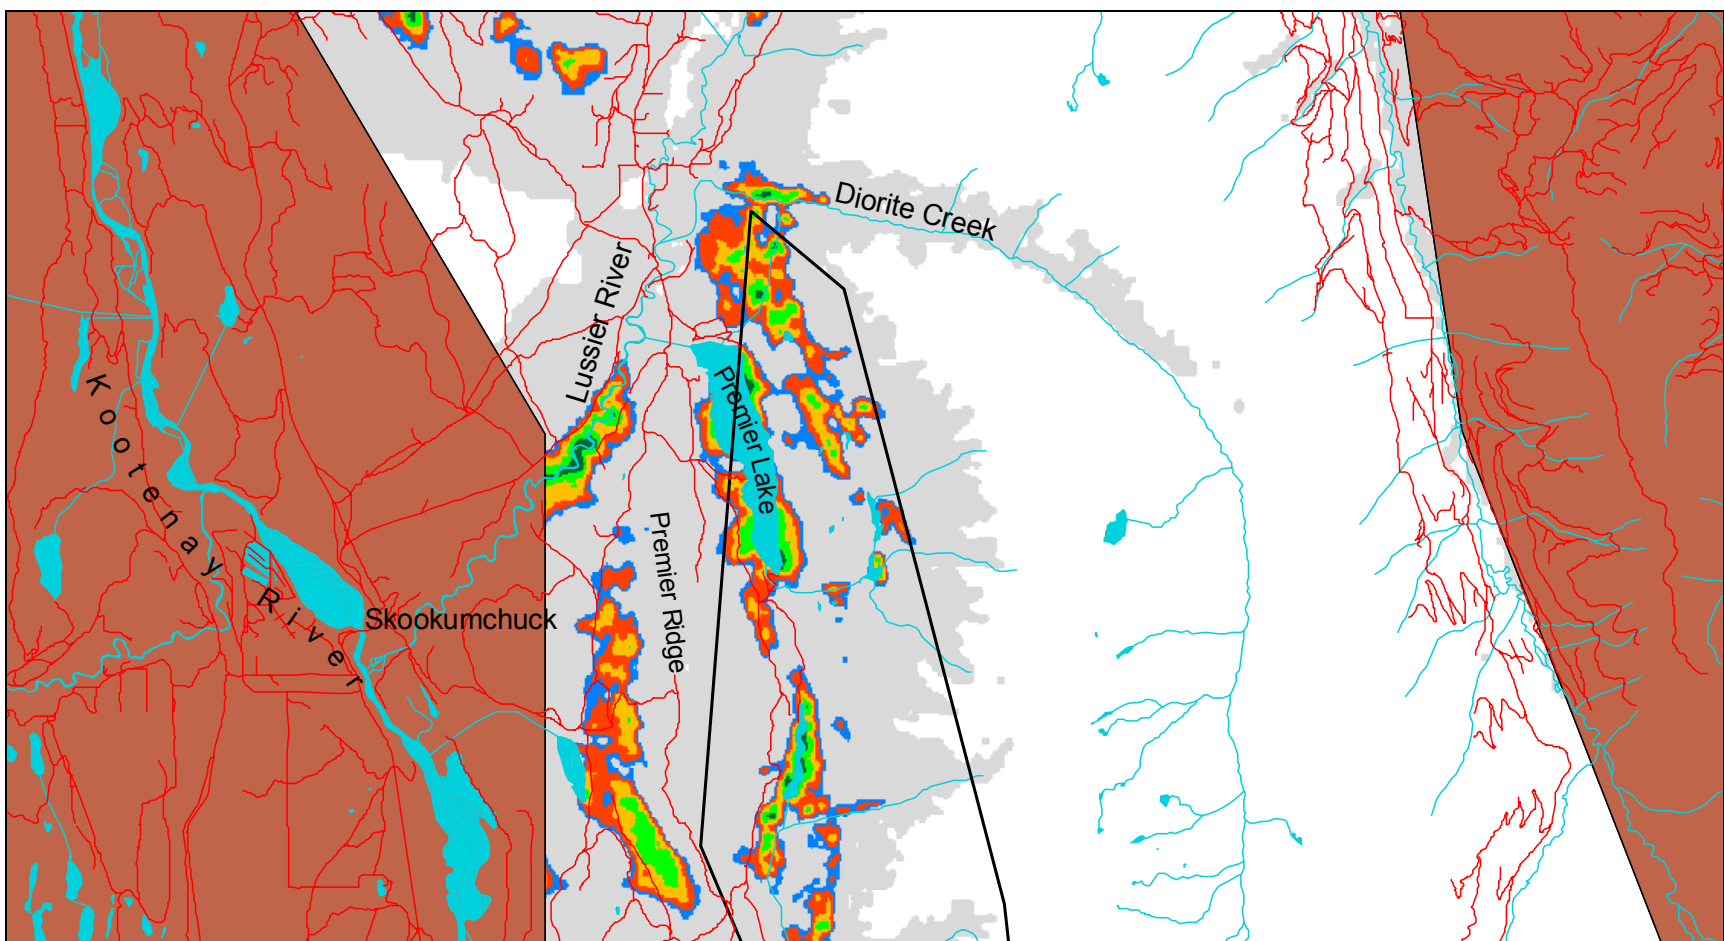 Diorite Creek
Lussier River
Premier Lake
Kootenay River
Premier Ridge
Skookumchuck